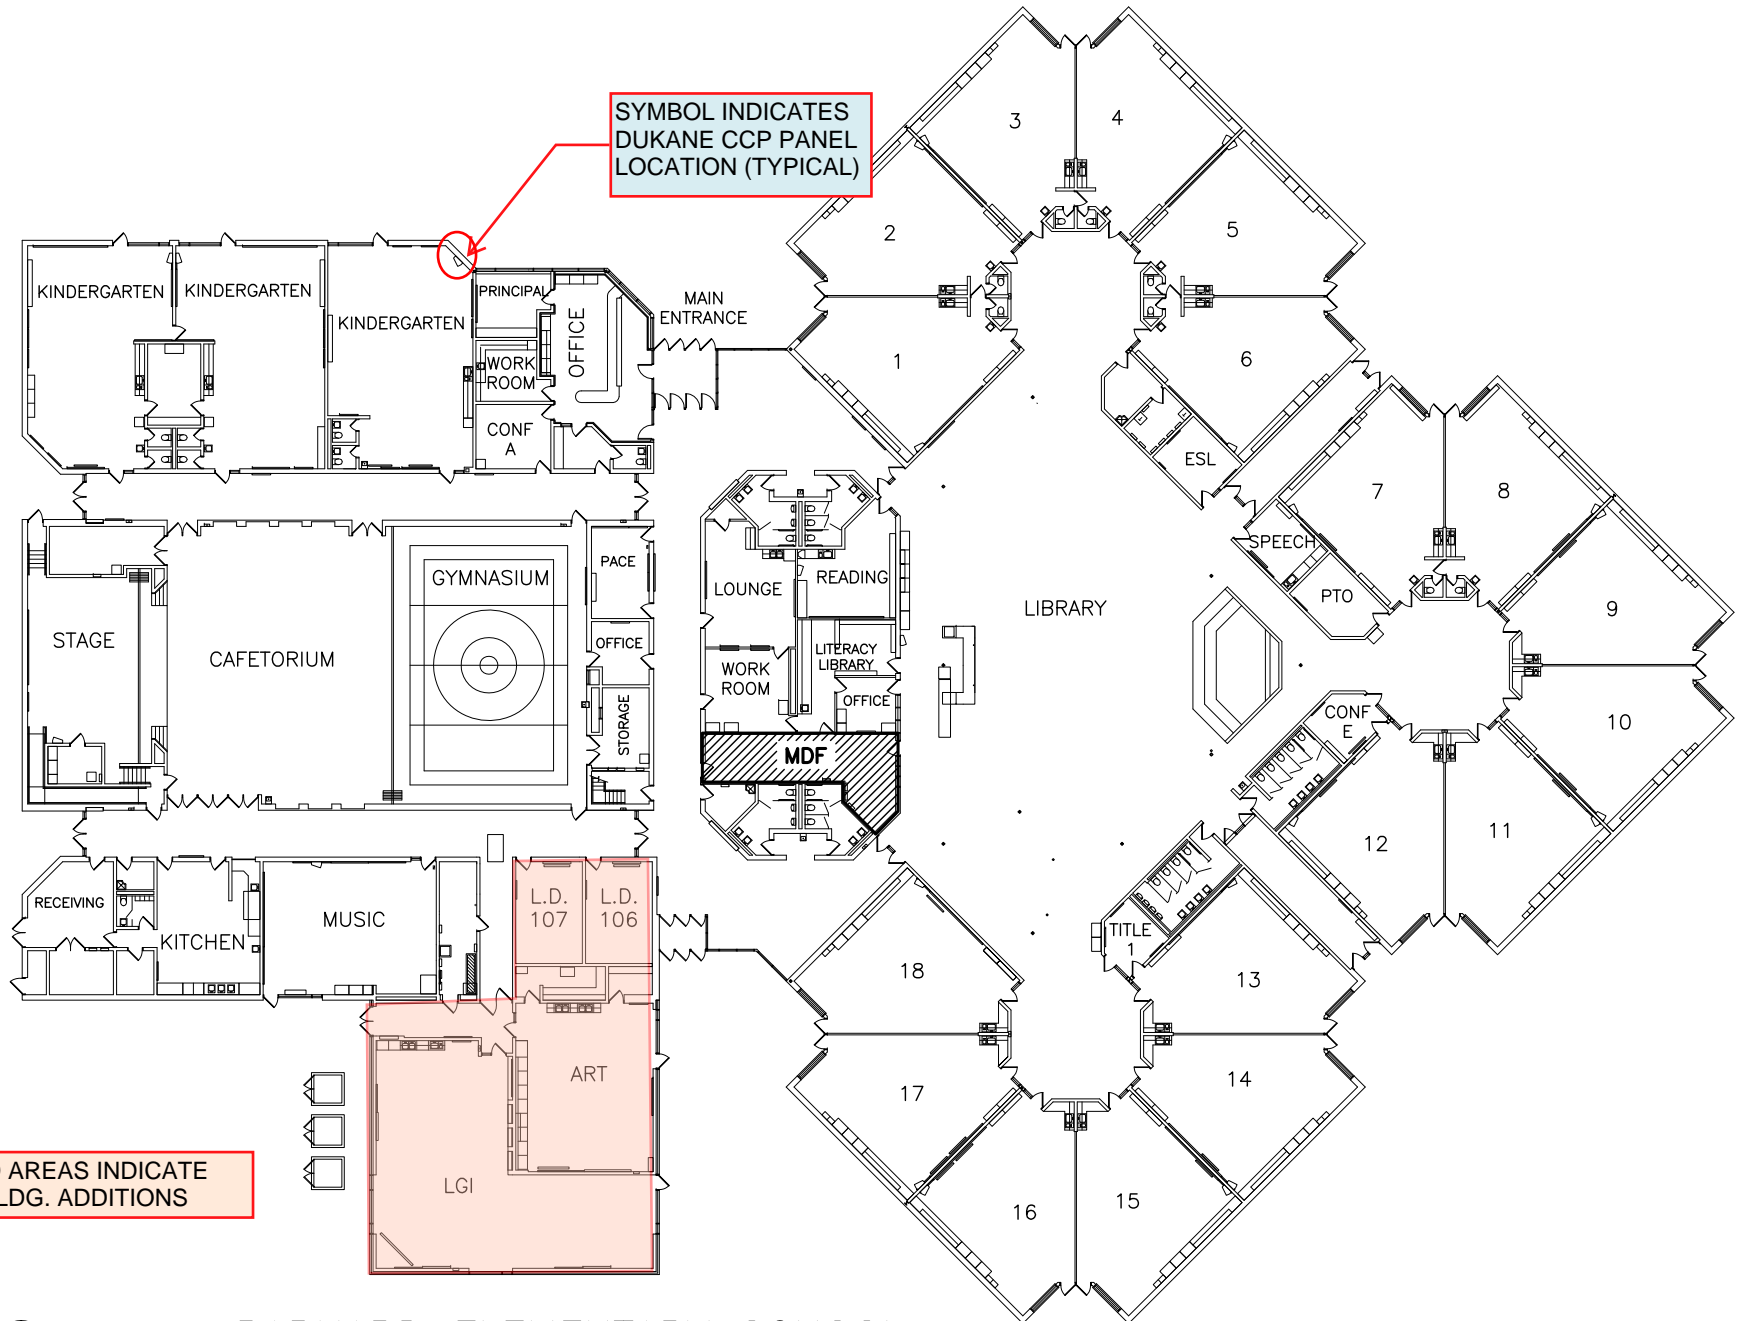 SYMBOL INDICATES
DUKANE CCP PANEL
LOCATION (TYPICAL)
3
4
2
5
KINDERGARTEN
KINDERGARTEN
KINDERGARTEN
PRINCIPAL
OFFICE
MAIN
ENTRANCE
WORK
ROOM
CONF
A
1
6
ESL
7
8
SPEECH
PTO
9
10
CONF
E
12
11
STAGE
CAFETORIUM
GYMNASIUM
PACE
OFFICE
STORAGE
LOUNGE
READING
LITERACY
LIBRARY
WORK
ROOM
OFFICE
MDF
LIBRARY
RECEIVING
KITCHEN
MUSIC
L.D.
107
L.D.
106
ART
LGI
TITLE
1
18
13
17
14
16
15
AREAS INDICATE
LDG. ADDITIONS